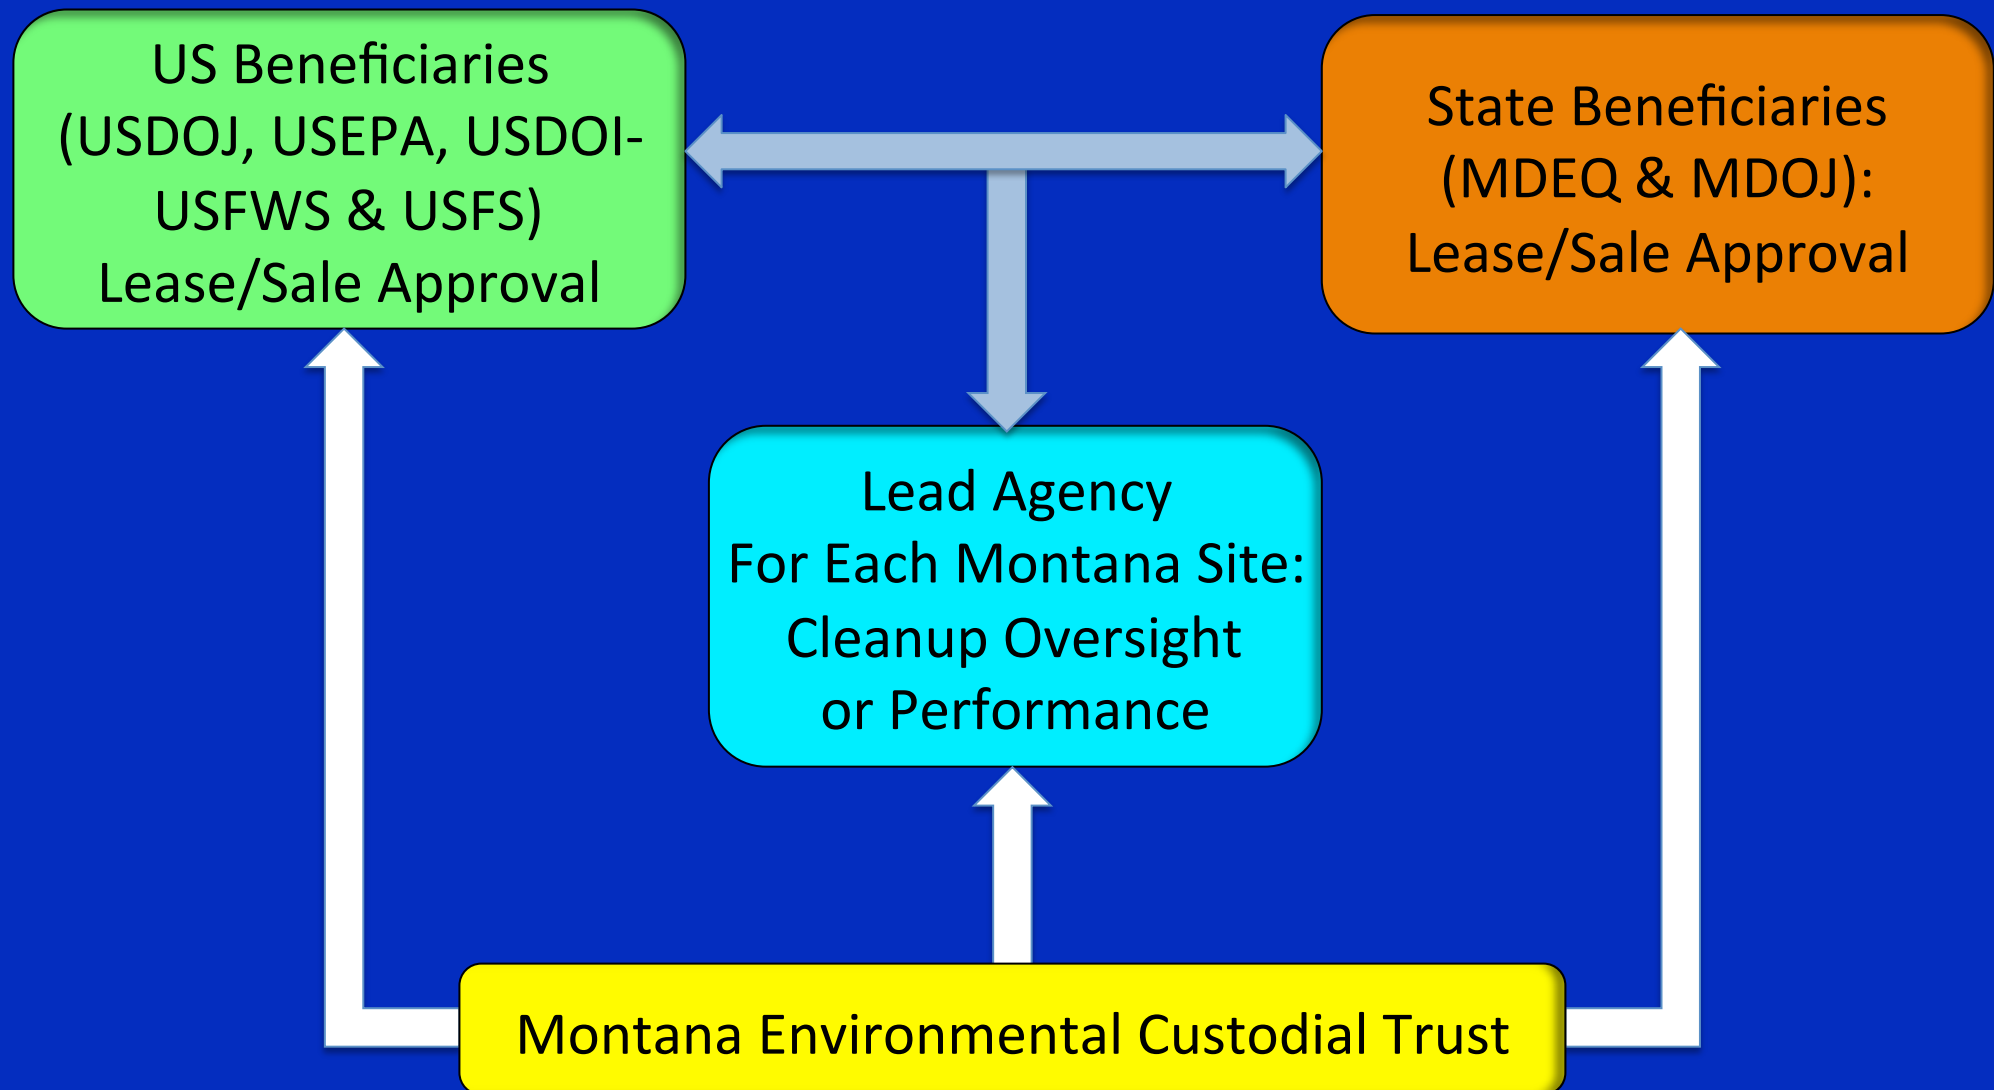 US Beneficiaries
(USDOJ, USEPA, USDOI-
USFWS & USFS)
Lease/Sale Approval
State Beneficiaries
(MDEQ & MDOJ):
Lease/Sale Approval
Lead Agency
For Each Montana Site:
Cleanup Oversight
or Performance
Montana Environmental Custodial Trust